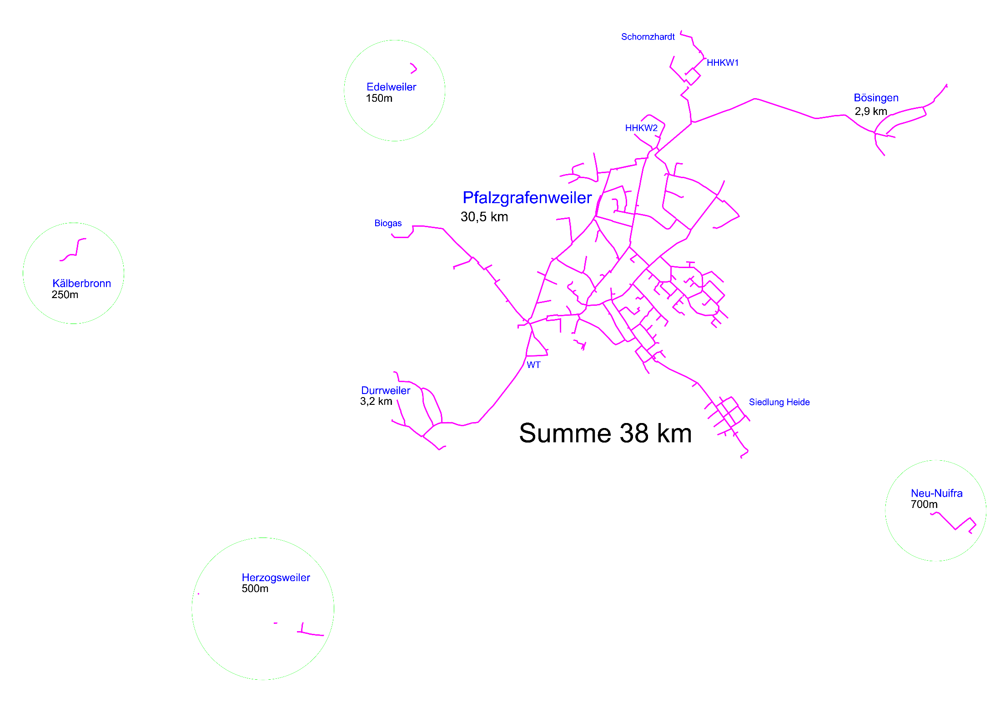 Schornzhardt
HHKW1
Edelweiler
150m
Bösingen
2,9 km
HHKW2
Pfalzgrafenweiler
30,5 km
Biogas
Kälberbronn
250m
WT
Durrweiler
3,2 km
Siedlung Heide
Summe 38 km
Neu-Nuifra
700m
Herzogsweiler
500m